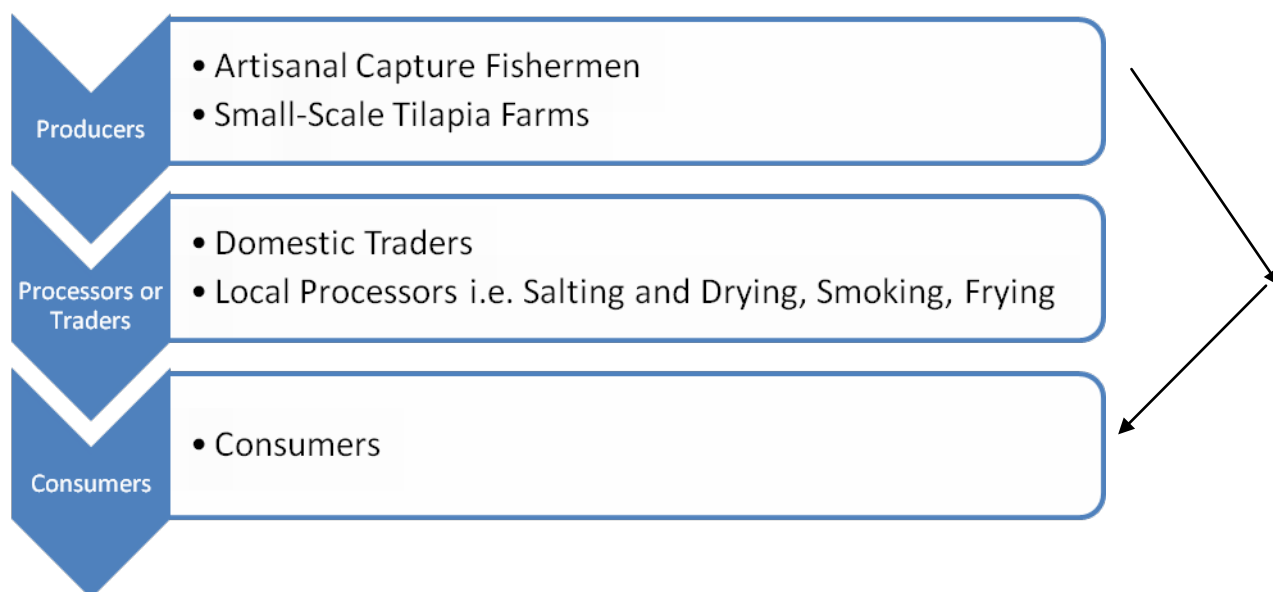 Producers
• Artisanal Capture Fishermen
• Small-Scale Tilapia Farms
Processors or
Traders
• Domestic Traders
• Local Processors i.e. Salting and Drying, Smoking, Frying
Consumers
• Consumers